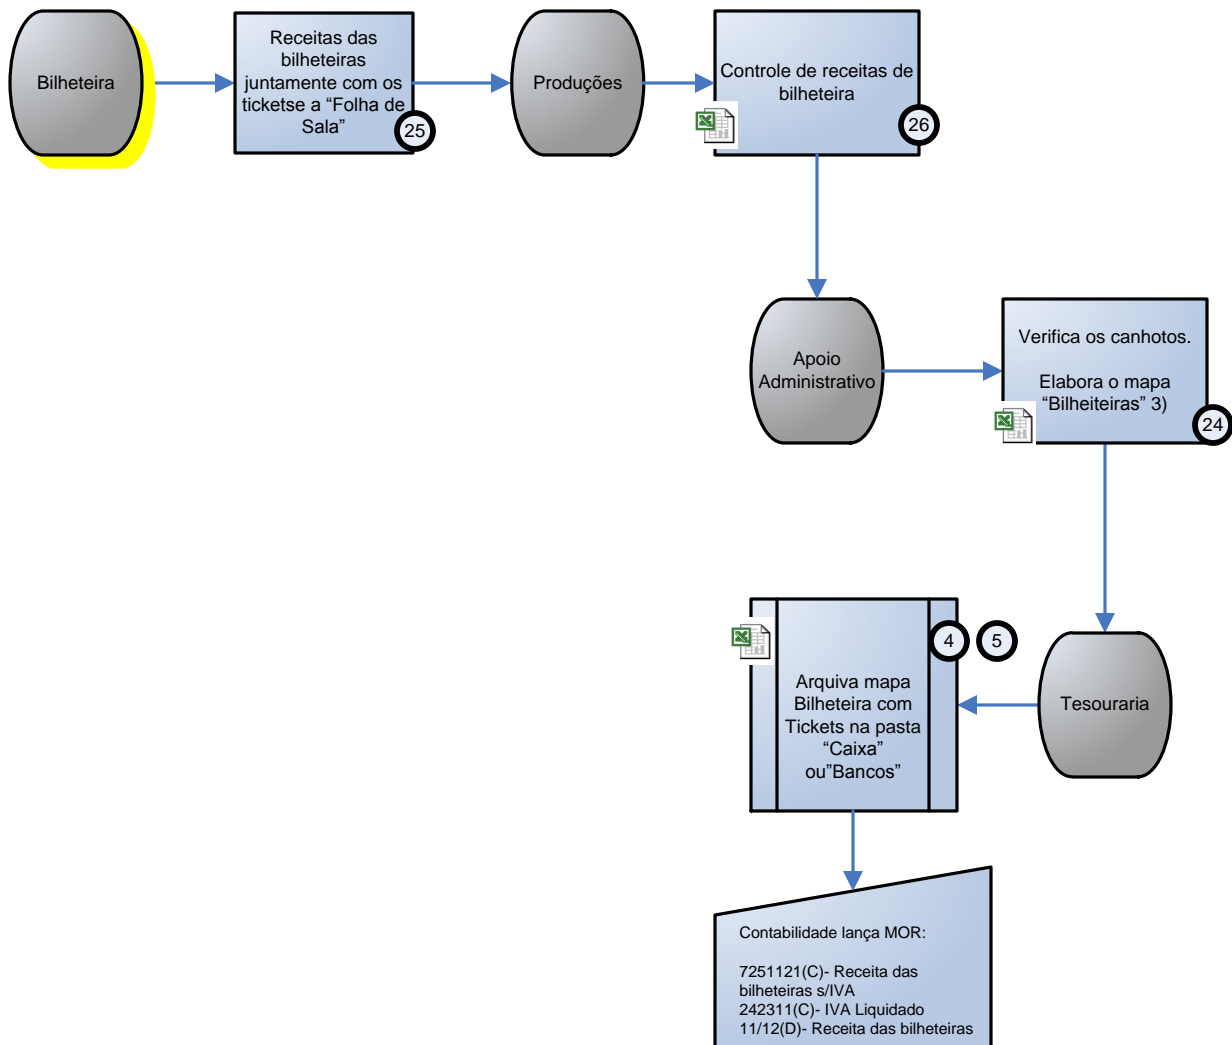 Bilheteira
Receitas das
bilheteiras
juntamente com os
ticketse a “Folha de
Sala”
25
Produções
Controle de receitas de
bilheteira
26
Apoio
Administrativo
Verifica os canhotos.
Elabora o mapa
“Bilheiteiras” 3)
24
Tesouraria
4
5
Arquiva mapa
Bilheteira com
Tickets na pasta
“Caixa”
ou”Bancos”
Contabilidade lança MOR:
7251121(C)- Receita das
bilheteiras s/IVA
242311(C)- IVA Liquidado
11/12(D)- Receita das bilheteiras